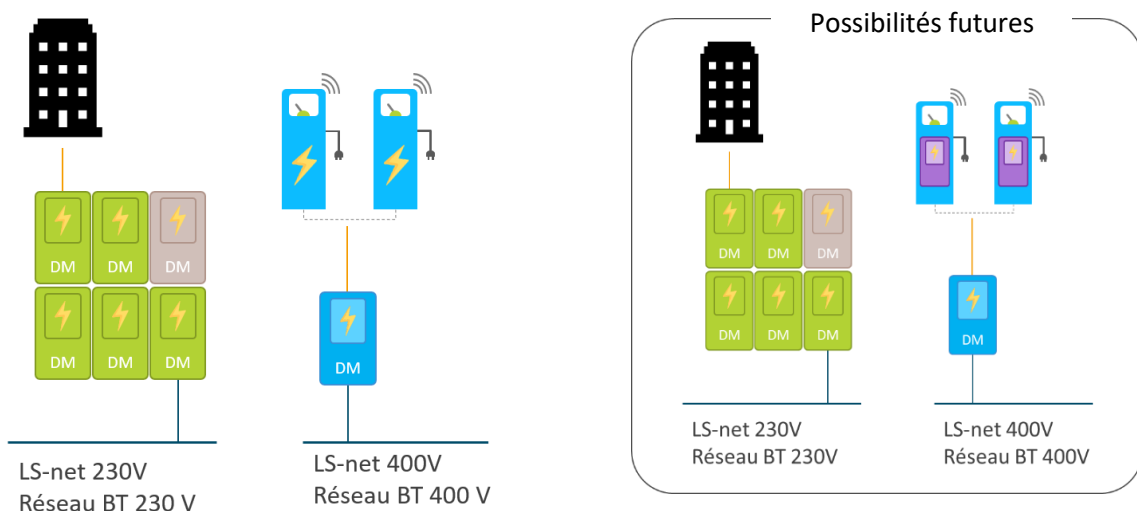 DM DM DM
DM DM DM
DM
LS-net 230V
Réseau BT 230 V
LS-net 400V
Réseau BT 400 V
Possibilités futures
DM DM DM
DM DM DM
DM
LS-net 230V
Réseau BT 230V
LS-net 400V
Réseau BT 400V